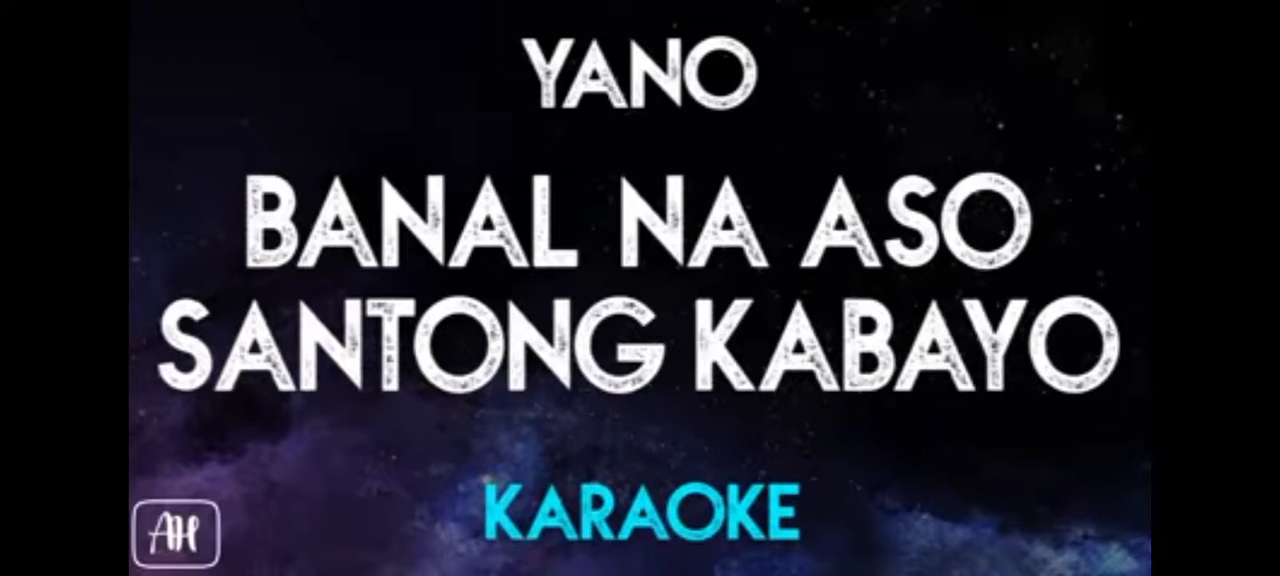 YANO
BANAL NA ASO
SANTONG KABAYO
KARAOKE
AH